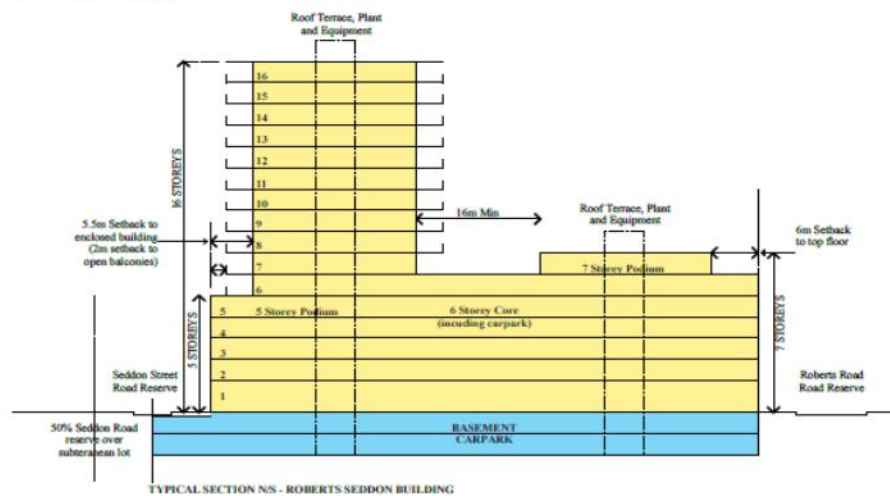 Roof Terrace, Plant
and Equipment
16
15
14
13
12
11
10
9
8
7
6
5
4
3
2
1
16 STOREYS
5.5m Setback to
enclosed building
(2m setback to
open balconies)
16m Min
Roof Terrace, Plant
and Equipment
6m Setback
to top floor
7 Storey Podium
5 Storey Podium
6 Storey Core
(incuding carpark)
5 STOREYS
7 STOREYS
Seddon Street
Road Reserve
Roberts Road
Road Reserve
50% Seddon Road
reserve over
subteranean lot
BASEMENT
CARPARK
TYPICAL SECTION N/S - ROBERTS SEDDON BUILDING